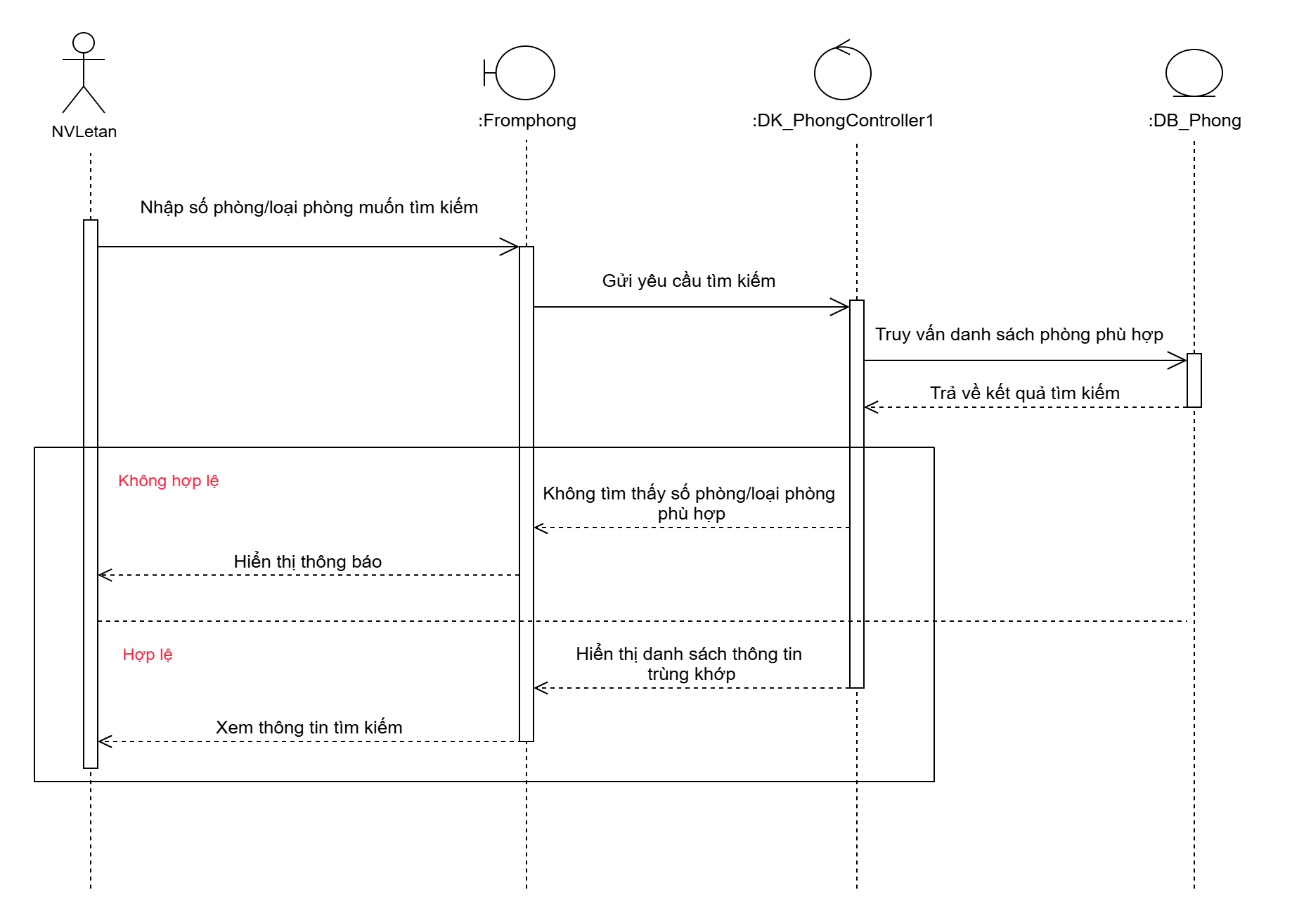 NVLetan
:Fromphong
:DK_PhongController1
:DB_Phong
Nhập số phòng/loại phòng muốn tìm kiếm
Gửi yêu cầu tìm kiếm
Truy vấn danh sách phòng phù hợp
Trả về kết quả tìm kiếm
Không hợp lệ
Không tìm thấy số phòng/loại phòng
phù hợp
Hiển thị thông báo
Hợp lệ
Hiển thị danh sách thông tin
trùng khớp
Xem thông tin tìm kiếm